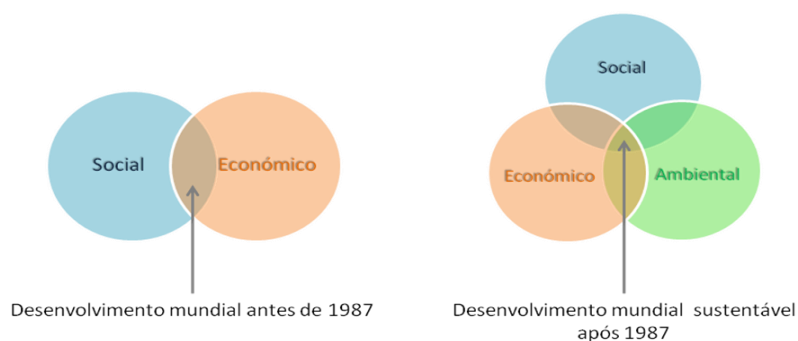 Social
Económico
Desenvolvimento mundial antes de 1987
Social
Económico
Ambiental
Desenvolvimento mundial sustentável
após 1987